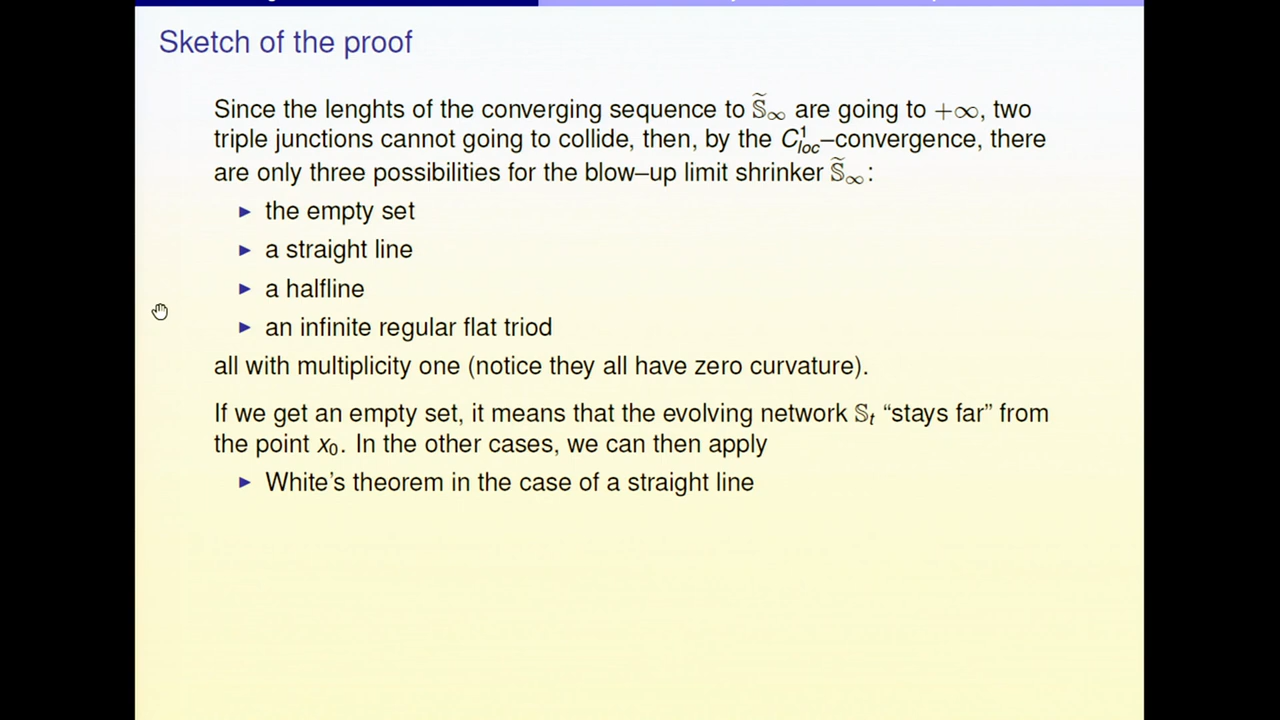 Sketch of the proof
Since the lenghts of the converging sequence to 𝕊̃∞ are going to +∞, two
triple junctions cannot going to collide, then, by the C¹loc–convergence, there
are only three possibilities for the blow–up limit shrinker 𝕊̃∞:
► the empty set
► a straight line
► a halfline
► an infinite regular flat triod
all with multiplicity one (notice they all have zero curvature).
If we get an empty set, it means that the evolving network 𝕊t “stays far” from
the point x0. In the other cases, we can then apply
► White’s theorem in the case of a straight line